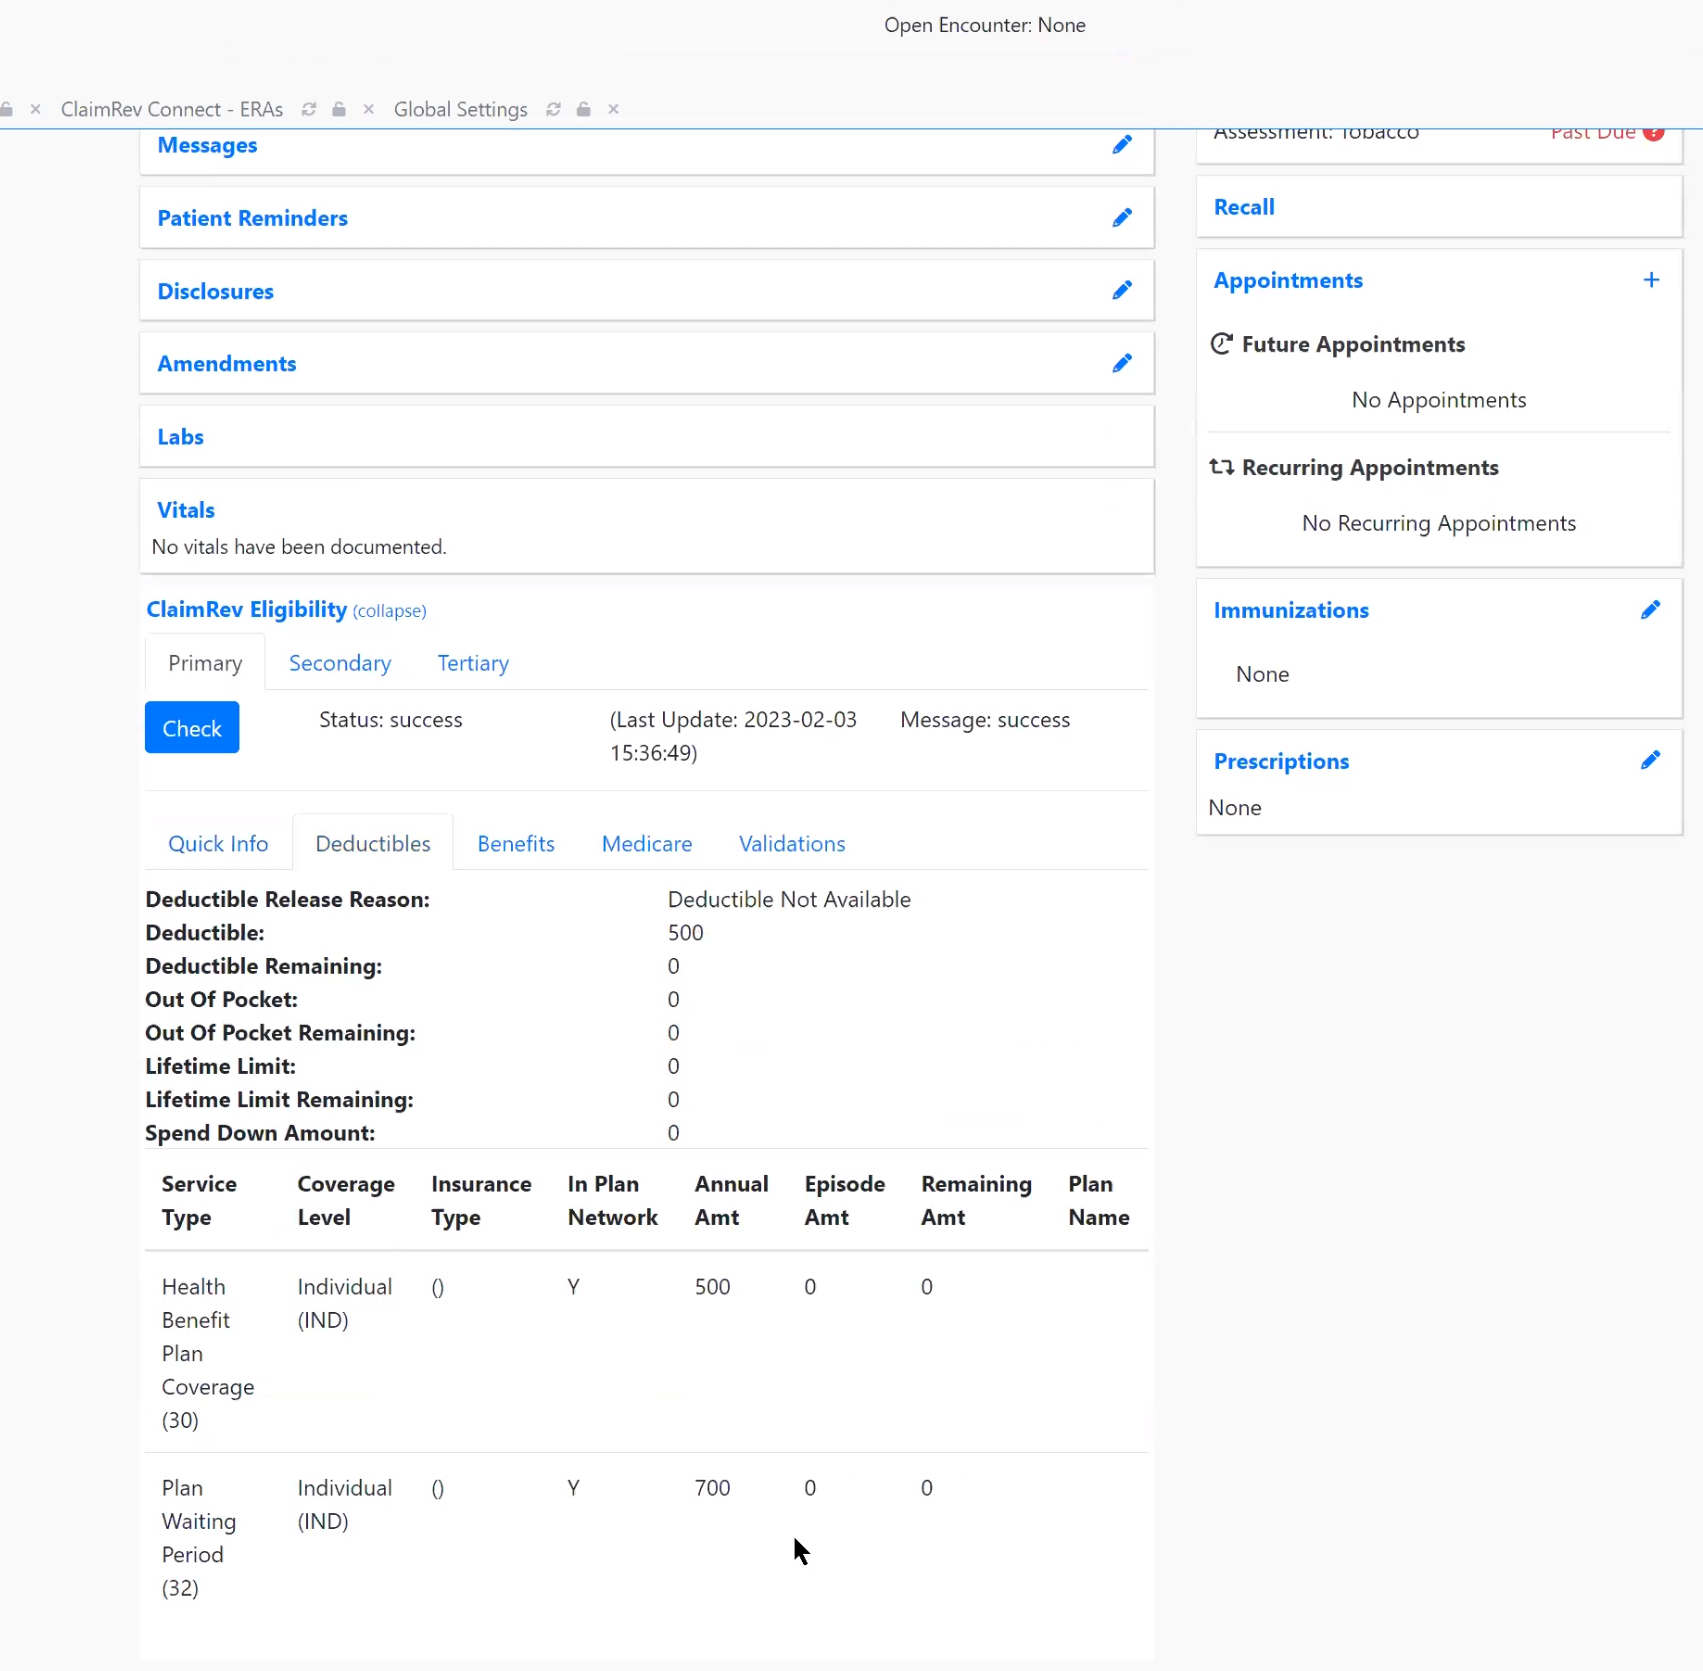 Open Encounter: None
ClaimRev Connect - ERAs
Global Settings
Messages
Patient Reminders
Disclosures
Amendments
Labs
Vitals
No vitals have been documented.
ClaimRev Eligibility (collapse)
Primary Secondary Tertiary
Check
Status: success
(Last Update: 2023-02-03
15:36:49)
Message: success
Quick Info Deductibles Benefits Medicare Validations
Deductible Release Reason: Deductible Not Available
Deductible: 500
Deductible Remaining: 0
Out Of Pocket: 0
Out Of Pocket Remaining: 0
Lifetime Limit: 0
Lifetime Limit Remaining: 0
Spend Down Amount: 0
Service Coverage Insurance In Plan Annual Episode Remaining Plan
Type Level Type Network Amt Amt Amt Name
Health Individual () Y 500 0 0
Benefit (IND)
Plan
Coverage
(30)
Plan Individual () Y 700 0 0
Waiting (IND)
Period
(32)
Assessment: Tobacco Past Due
Recall
Appointments
Future Appointments
No Appointments
Recurring Appointments
No Recurring Appointments
Immunizations
None
Prescriptions
None